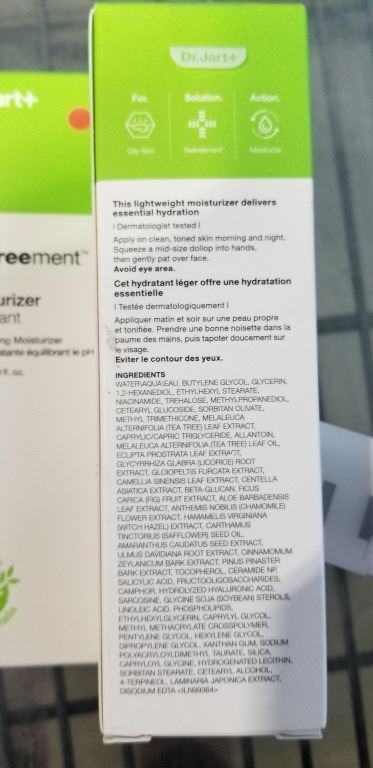 Dr.Jart+
For. Solution. Action.
Oily Skin Teatreement™ Moisturize
This lightweight moisturizer delivers
essential hydration
| Dermatologist tested |
Apply on clean, toned skin morning and night.
Squeeze a mid-size dollop into hands,
then gently pat over face.
Avoid eye area.
Cet hydratant léger offre une hydratation
essentielle
| Testée dermatologiquement |
Appliquer matin et soir sur une peau propre
et tonifiée. Prendre une bonne noisette dans la
paume des mains, puis tapoter doucement sur
le visage.
Eviter le contour des yeux.
INGREDIENTS
WATER\AQUA\EAU, BUTYLENE GLYCOL, GLYCERIN,
1,2-HEXANEDIOL, ETHYLHEXYL STEARATE,
NIACINAMIDE, TREHALOSE, METHYLPROPANEDIOL,
CETEARYL GLUCOSIDE, SORBITAN OLIVATE,
METHYL TRIMETHICONE, MELALEUCA
ALTERNIFOLIA (TEA TREE) LEAF EXTRACT,
CAPRYLIC/CAPRIC TRIGLYCERIDE, ALLANTOIN,
MELALEUCA ALTERNIFOLIA (TEA TREE) LEAF OIL,
ECLIPTA PROSTRATA LEAF EXTRACT,
GLYCYRRHIZA GLABRA (LICORICE) ROOT
EXTRACT, GLOIOPELTIS FURCATA EXTRACT,
CAMELLIA SINENSIS LEAF EXTRACT, CENTELLA
ASIATICA EXTRACT, BETA-GLUCAN, FICUS
CARICA (FIG) FRUIT EXTRACT, ALOE BARBADENSIS
LEAF EXTRACT, ANTHEMIS NOBILIS (CHAMOMILE)
FLOWER EXTRACT, HAMAMELIS VIRGINIANA
(WITCH HAZEL) EXTRACT, CARTHAMUS
TINCTORIUS (SAFFLOWER) SEED OIL,
AMARANTHUS CAUDATUS SEED EXTRACT,
ULMUS DAVIDIANA ROOT EXTRACT, CINNAMOMUM
ZEYLANICUM BARK EXTRACT, PINUS PINASTER
BARK EXTRACT, TOCOPHEROL, CERAMIDE NP,
SALICYLIC ACID, FRUCTOOLIGOSACCHARIDES,
CAMPHOR, HYDROLYZED HYALURONIC ACID,
SARCOSINE, GLYCINE SOJA (SOYBEAN) STEROLS,
LINOLEIC ACID, PHOSPHOLIPIDS,
ETHYLHEXYLGLYCERIN, CAPRYLYL GLYCOL,
METHYL METHACRYLATE CROSSPOLYMER,
PENTYLENE GLYCOL, HEXYLENE GLYCOL,
DIPROPYLENE GLYCOL, XANTHAN GUM, SODIUM
POLYACRYLOYLDIMETHYL TAURATE, SILICA,
CAPRYLOYL GLYCINE, HYDROGENATED LECITHIN,
SORBITAN STEARATE, CETEARYL ALCOHOL,
4-TERPINEOL, LAMINARIA JAPONICA EXTRACT,
DISODIUM EDTA <ILN99364>
art+
reement™
urizer
ant
ng Moisturizer
atante équilibrant le pH
fl. oz.